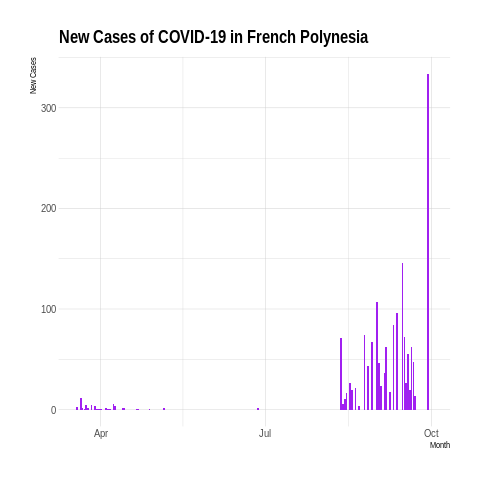 New Cases of COVID-19 in French Polynesia
New Cases
300
200
100
0
Apr
Jul
Oct
Month